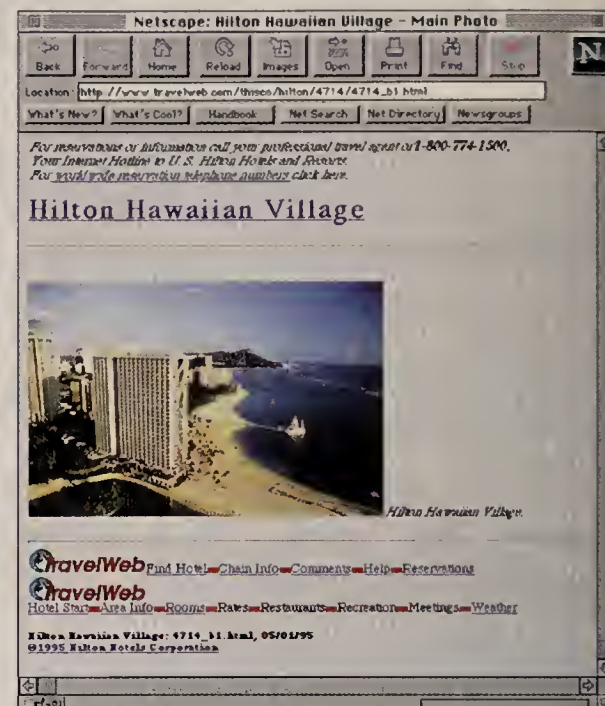 Netscape: Hilton Hawaiian Village – Main Photo
Back Forward Home Reload Images Open Print Find Stop
N
Location: http://www.travelweb.com/thisco/hilton/4714/4714_b1.html
What's New? What's Cool? Handbook Net Search Net Directory Newsgroups
For reservations or information call your professional travel agent or 1-800-774-1500,
Your Internet Hotline to U.S. Hilton Hotels and Resorts.
For world wide reservation telephone numbers click here.
Hilton Hawaiian Village
Hilton Hawaiian Village.
TravelWeb Find Hotel Chain Info Comments Help Reservations
TravelWeb
Hotel Start Area Info Rooms Rates Restaurants Recreation Meetings Weather
Hilton Hawaiian Village: 4714_b1.html, 05/01/95
©1995 Hilton Hotels Corporation